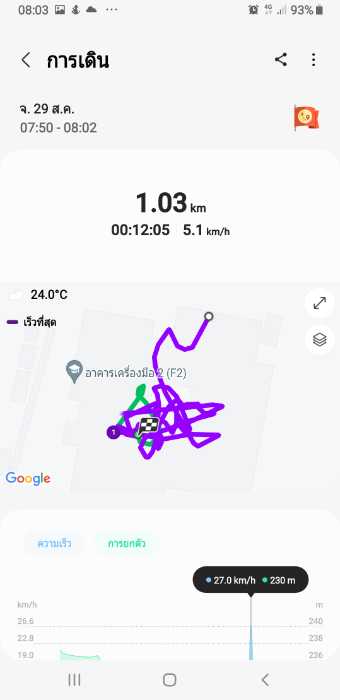 08:03 ... 4G 93%
การเดิน
จ. 29 ส.ค.
07:50 - 08:02
1.03 km
00:12:05 5.1 km/h
24.0°C
เร็วที่สุด
อาคารเครื่องมือ 2 (F2)
1
Google
ความเร็ว การยกตัว
27.0 km/h 230 m
km/h m
26.6 240
22.8 238
19.0 236